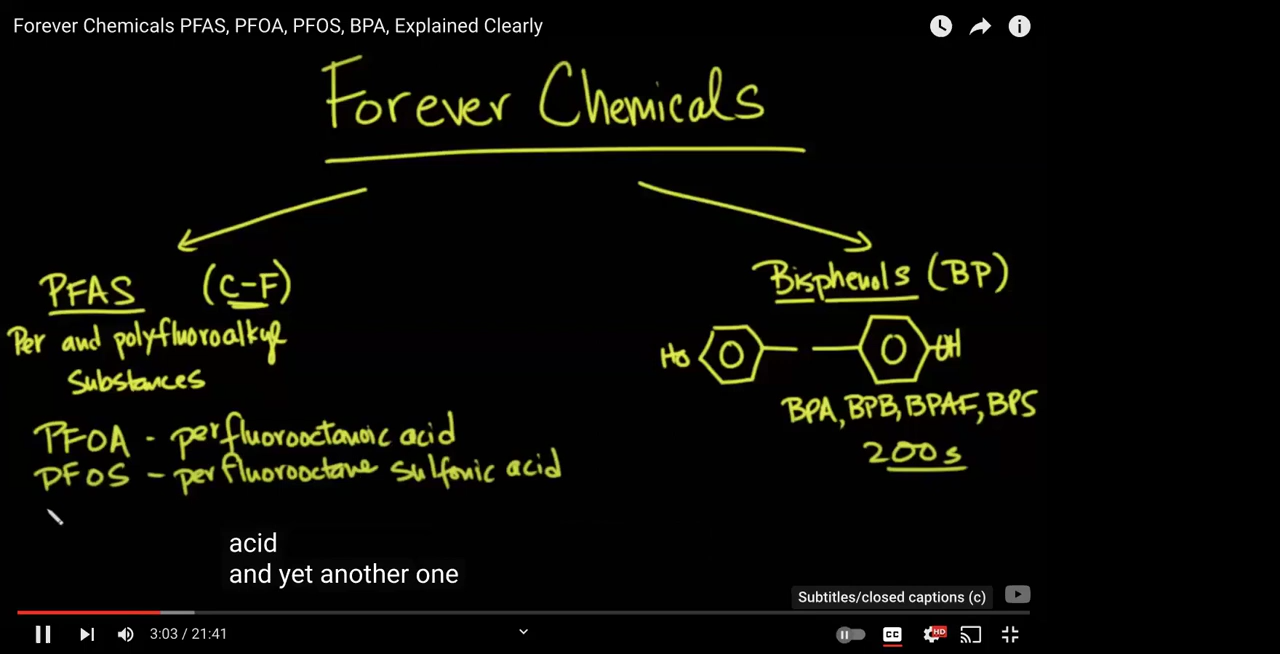 Forever Chemicals PFAS, PFOA, PFOS, BPA, Explained Clearly
Forever Chemicals
PFAS (C-F)
Per and polyfluoroalkyl
Substances
PFOA - perfluorooctanoic acid
PFOS - perfluorooctane sulfonic acid
Bisphenols (BP)
HO OH
BPA, BPB, BPAF, BPS
200s
acid
and yet another one
Subtitles/closed captions (c)
3:03 / 21:41
CC HD